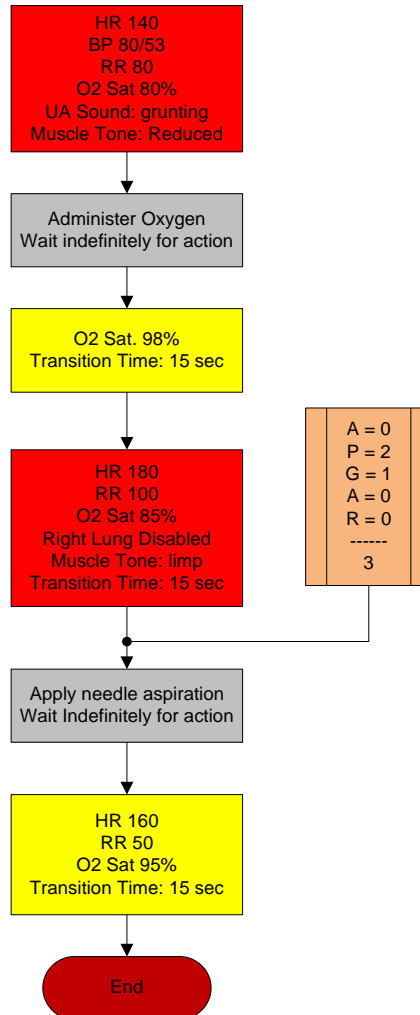 HR 140
BP 80/53
RR 80
O2 Sat 80%
UA Sound: grunting
Muscle Tone: Reduced
Administer Oxygen
Wait indefinitely for action
O2 Sat. 98%
Transition Time: 15 sec
HR 180
RR 100
O2 Sat 85%
Right Lung Disabled
Muscle Tone: limp
Transition Time: 15 sec
A = 0
P = 2
G = 1
A = 0
R = 0
------
3
Apply needle aspiration
Wait Indefinitely for action
HR 160
RR 50
O2 Sat 95%
Transition Time: 15 sec
End